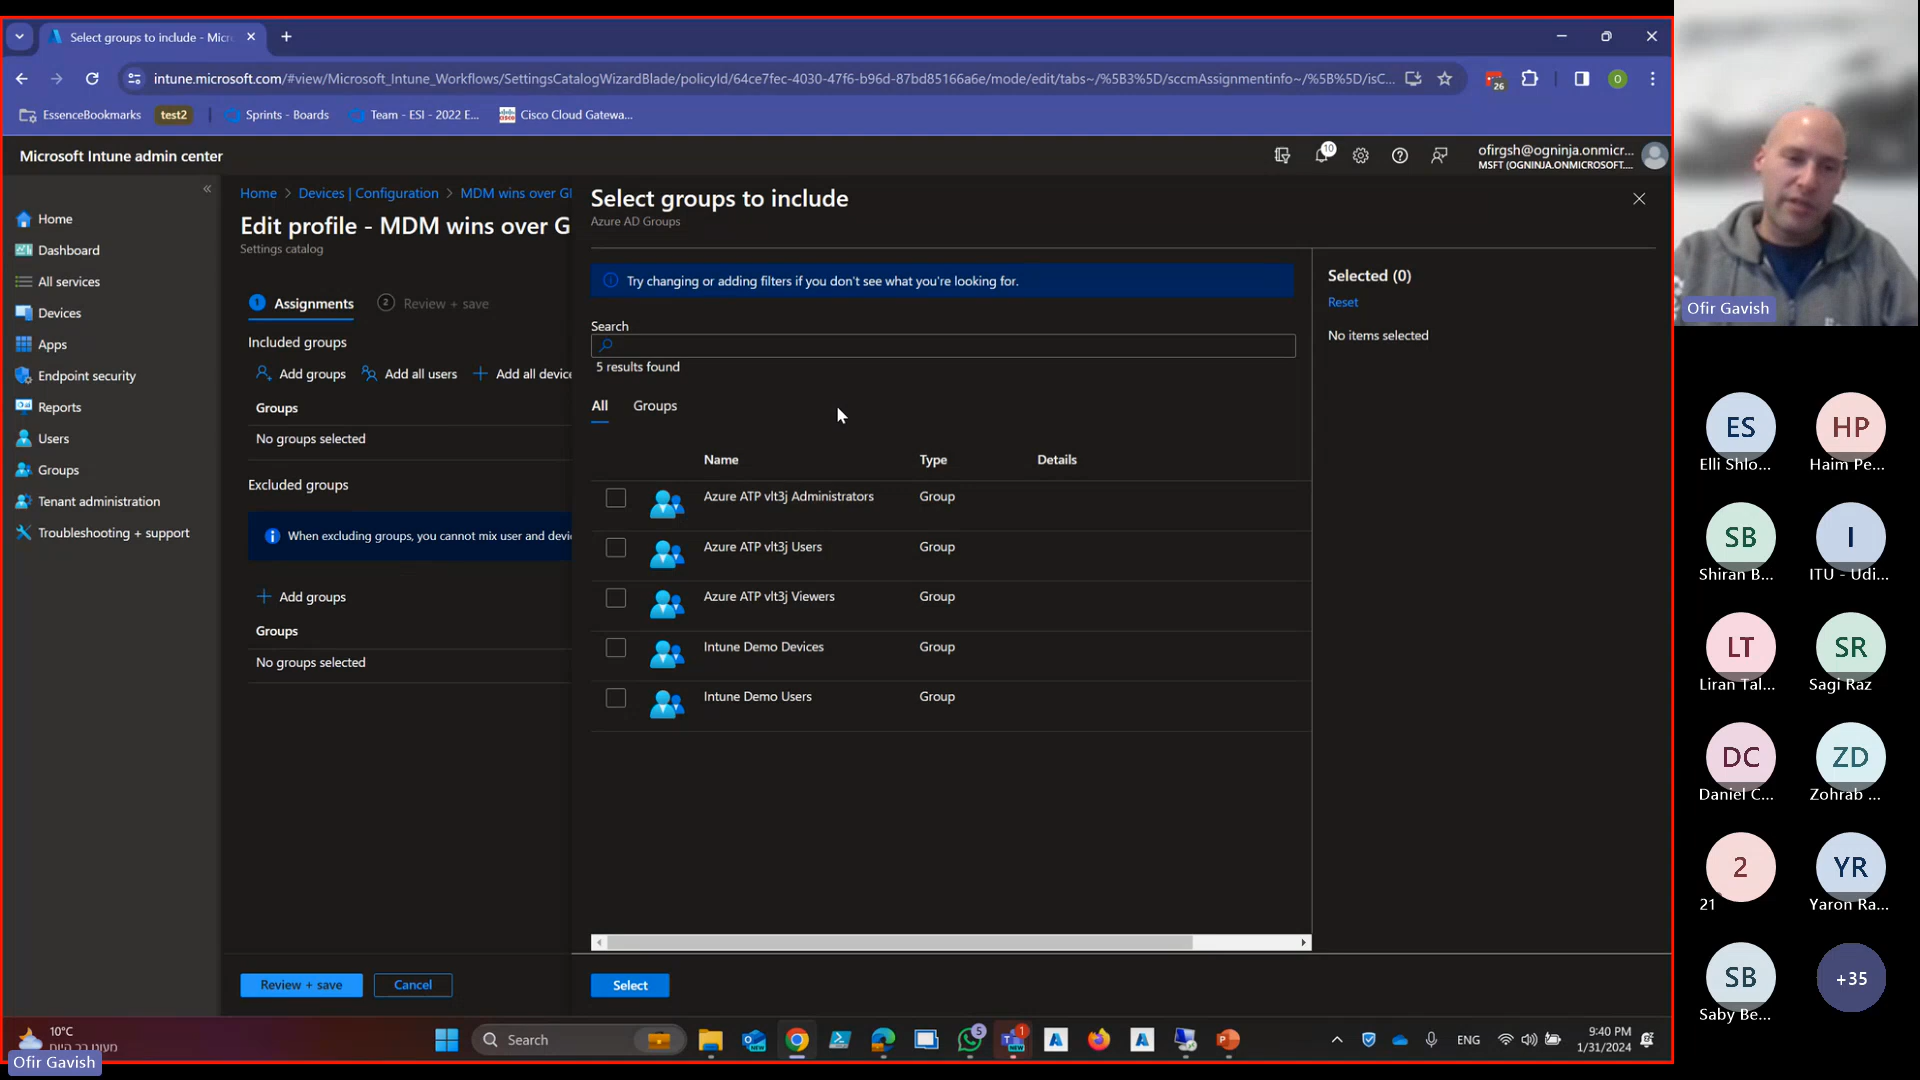 Select groups to include - Micr
intune.microsoft.com/#view/Microsoft_Intune_Workflows/SettingsCatalogWizardBlade/policyId/64ce7fec-4030-47f6-b96d-87bd85166a6e/mode/edit/tabs~/%5B3%5D/sccmAssignmentinfo~/%5B%5D/isC...
26
O
EssenceBookmarks
test2
Sprints - Boards
Team - ESI - 2022 E...
Cisco Cloud Gatewa...
Microsoft Intune admin center
10
ofirgsh@ogninja.onmicr...
MSFT (OGNINJA.ONMICROSOFT....
Home
Dashboard
All services
Devices
Apps
Endpoint security
Reports
Users
Groups
Tenant administration
Troubleshooting + support
Home > Devices | Configuration > MDM wins over G
Edit profile - MDM wins over G
Settings catalog
1 Assignments
2 Review + save
Included groups
Add groups
Add all users
Add all device
Groups
No groups selected
Excluded groups
When excluding groups, you cannot mix user and devi
Add groups
Groups
No groups selected
Review + save
Cancel
Select groups to include
Azure AD Groups
Try changing or adding filters if you don't see what you're looking for.
Search
5 results found
All
Groups
Name Type Details
Azure ATP vlt3j Administrators Group
Azure ATP vlt3j Users Group
Azure ATP vlt3j Viewers Group
Intune Demo Devices Group
Intune Demo Users Group
Select
Selected (0)
Reset
No items selected
Ofir Gavish
ES
Elli Shlo...
HP
Haim Pe...
SB
Shiran B...
I
ITU - Udi...
LT
Liran Tal...
SR
Sagi Raz
DC
Daniel C...
ZD
Zohrab ...
2
21
YR
Yaron Ra...
SB
Saby Be...
+35
10°C
מעונן רב היום
Search
5
1
ENG
9:40 PM
1/31/2024
Ofir Gavish